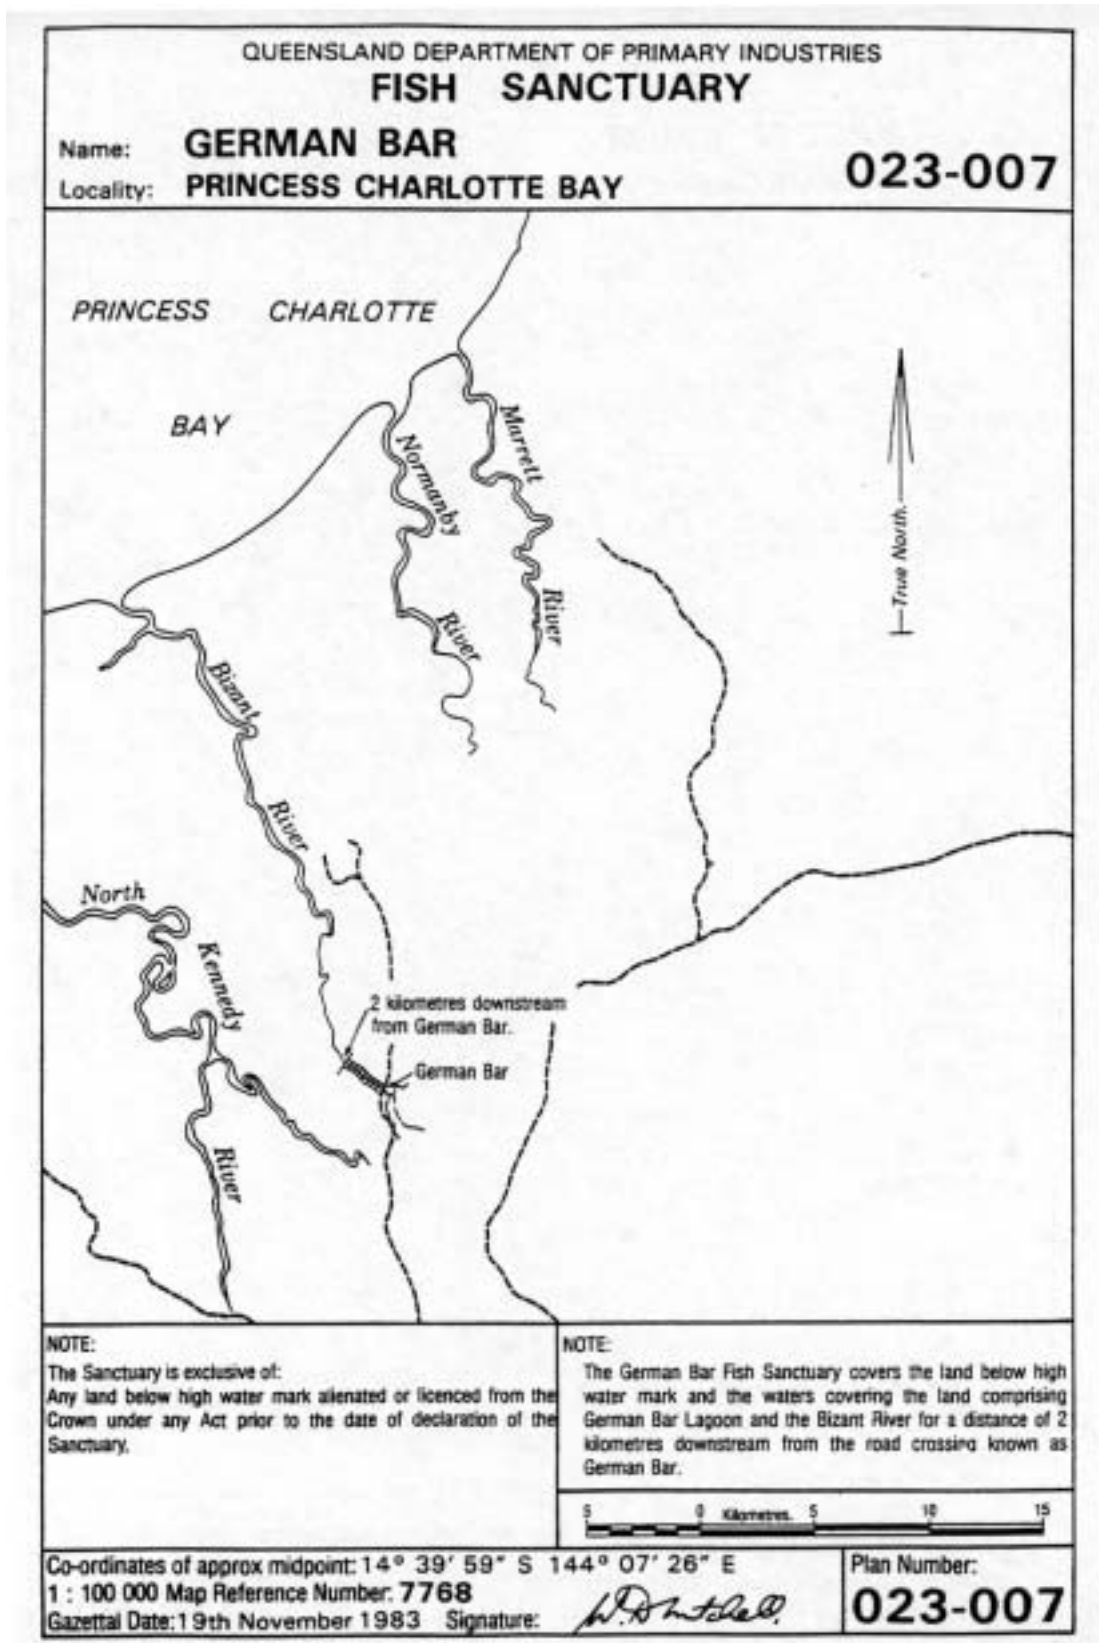 QUEENSLAND DEPARTMENT OF PRIMARY INDUSTRIES
FISH SANCTUARY
Name: GERMAN BAR
Locality: PRINCESS CHARLOTTE BAY
023-007
PRINCESS CHARLOTTE
BAY
Marrett
Normanby
True North.
River
River
Bizant
River
North
Kennedy
2 kilometres downstream
from German Bar.
German Bar
River
NOTE:
The Sanctuary is exclusive of:
Any land below high water mark alienated or licenced from the
Crown under any Act prior to the date of declaration of the
Sanctuary.
NOTE:
The German Bar Fish Sanctuary covers the land below high
water mark and the waters covering the land comprising
German Bar Lagoon and the Bizant River for a distance of 2
kilometres downstream from the road crossing known as
German Bar.
5 0 Kilometres. 5 10 15
Co-ordinates of approx midpoint: 14° 39' 59" S 144° 07' 26" E
1 : 100 000 Map Reference Number: 7768
Gazettal Date: 19th November 1983 Signature:
Plan Number:
023-007